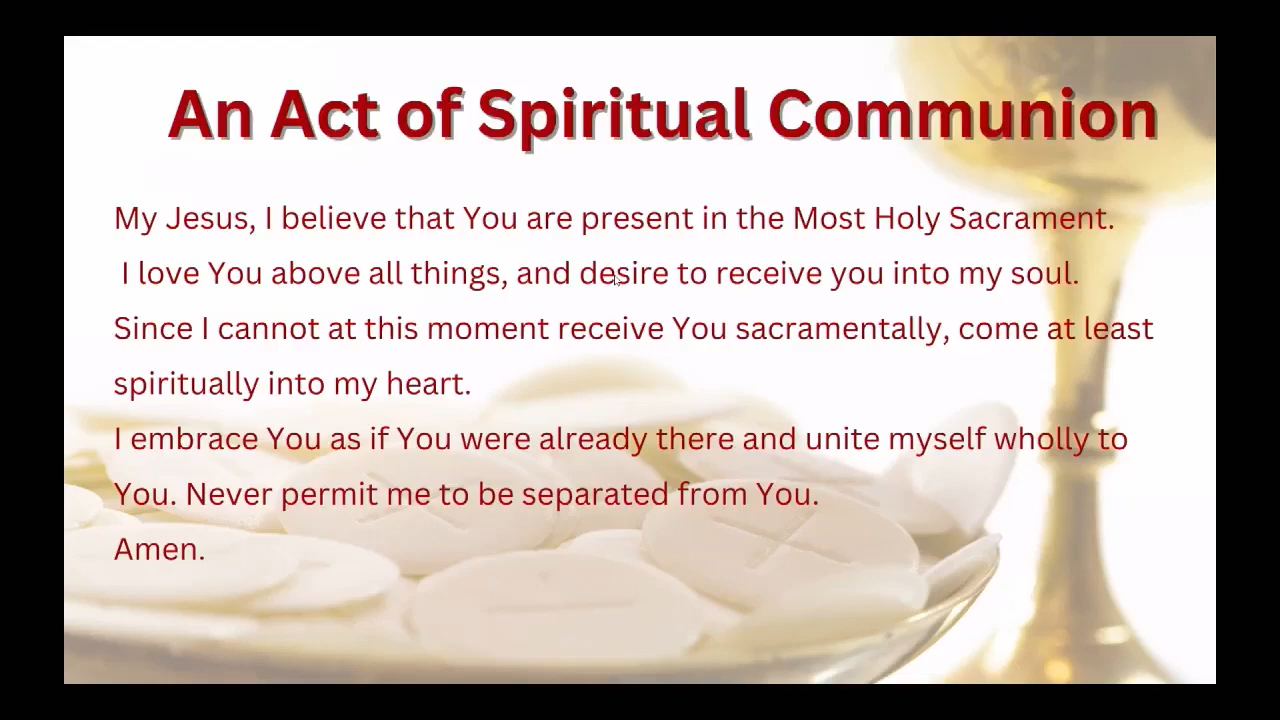 An Act of Spiritual Communion
My Jesus, I believe that You are present in the Most Holy Sacrament.
I love You above all things, and desire to receive you into my soul.
Since I cannot at this moment receive You sacramentally, come at least
spiritually into my heart.
I embrace You as if You were already there and unite myself wholly to
You. Never permit me to be separated from You.
Amen.